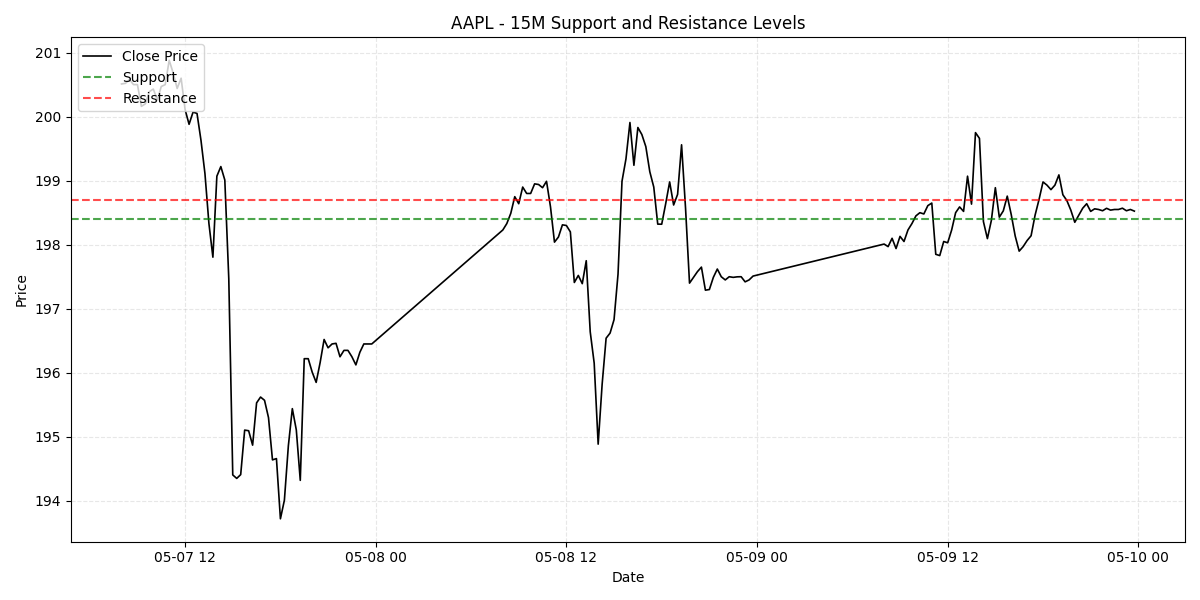 AAPL - 15M Support and Resistance Levels
Close Price
Support
Resistance
201
200
199
198
197
196
195
194
Price
05-07 12
05-08 00
05-08 12
05-09 00
05-09 12
05-10 00
Date